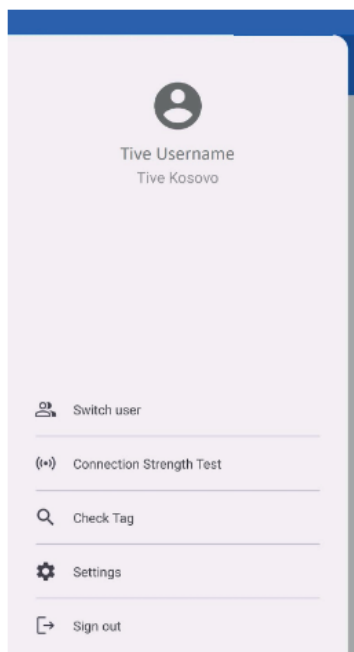 Tive Username
Tive Kosovo
Switch user
Connection Strength Test
Check Tag
Settings
Sign out